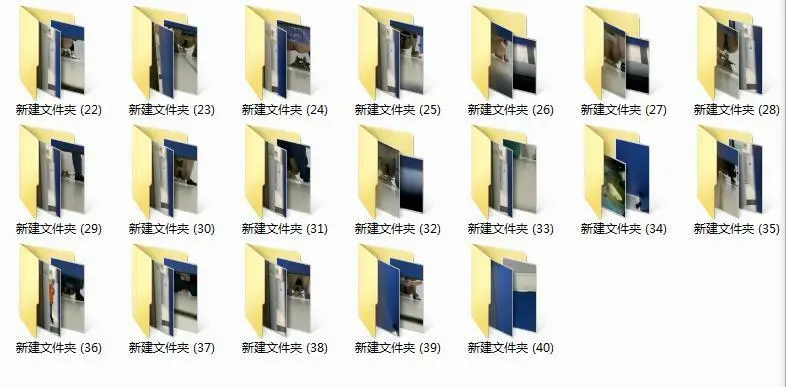 新建文件夹 (22)
新建文件夹 (23)
新建文件夹 (24)
新建文件夹 (25)
新建文件夹 (26)
新建文件夹 (27)
新建文件夹 (28)
新建文件夹 (29)
新建文件夹 (30)
新建文件夹 (31)
新建文件夹 (32)
新建文件夹 (33)
新建文件夹 (34)
新建文件夹 (35)
新建文件夹 (36)
新建文件夹 (37)
新建文件夹 (38)
新建文件夹 (39)
新建文件夹 (40)